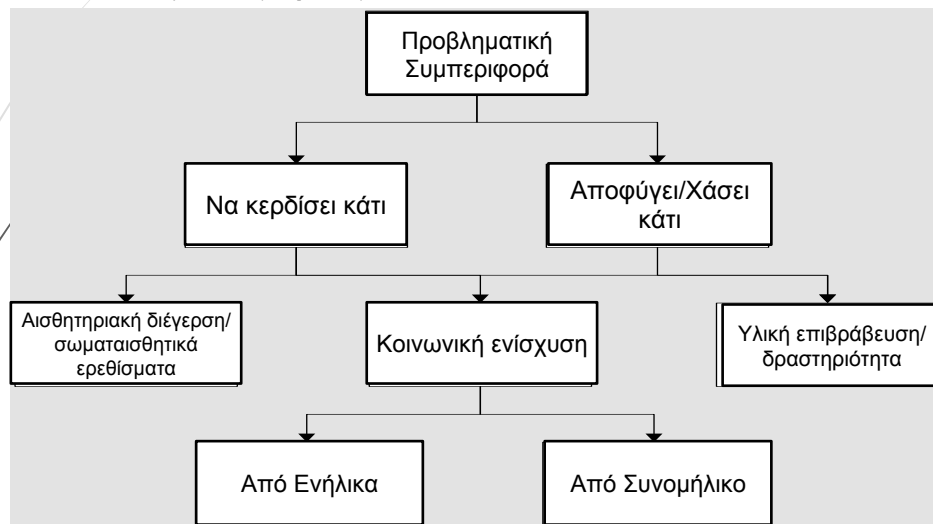 Προβληματική
Συμπεριφορά
Να κερδίσει κάτι
Αποφύγει/Χάσει
κάτι
Αισθητηριακή διέγερση/
σωματαισθητικά
ερεθίσματα
Κοινωνική ενίσχυση
Υλική επιβράβευση/
δραστηριότητα
Από Ενήλικα
Από Συνομήλικο